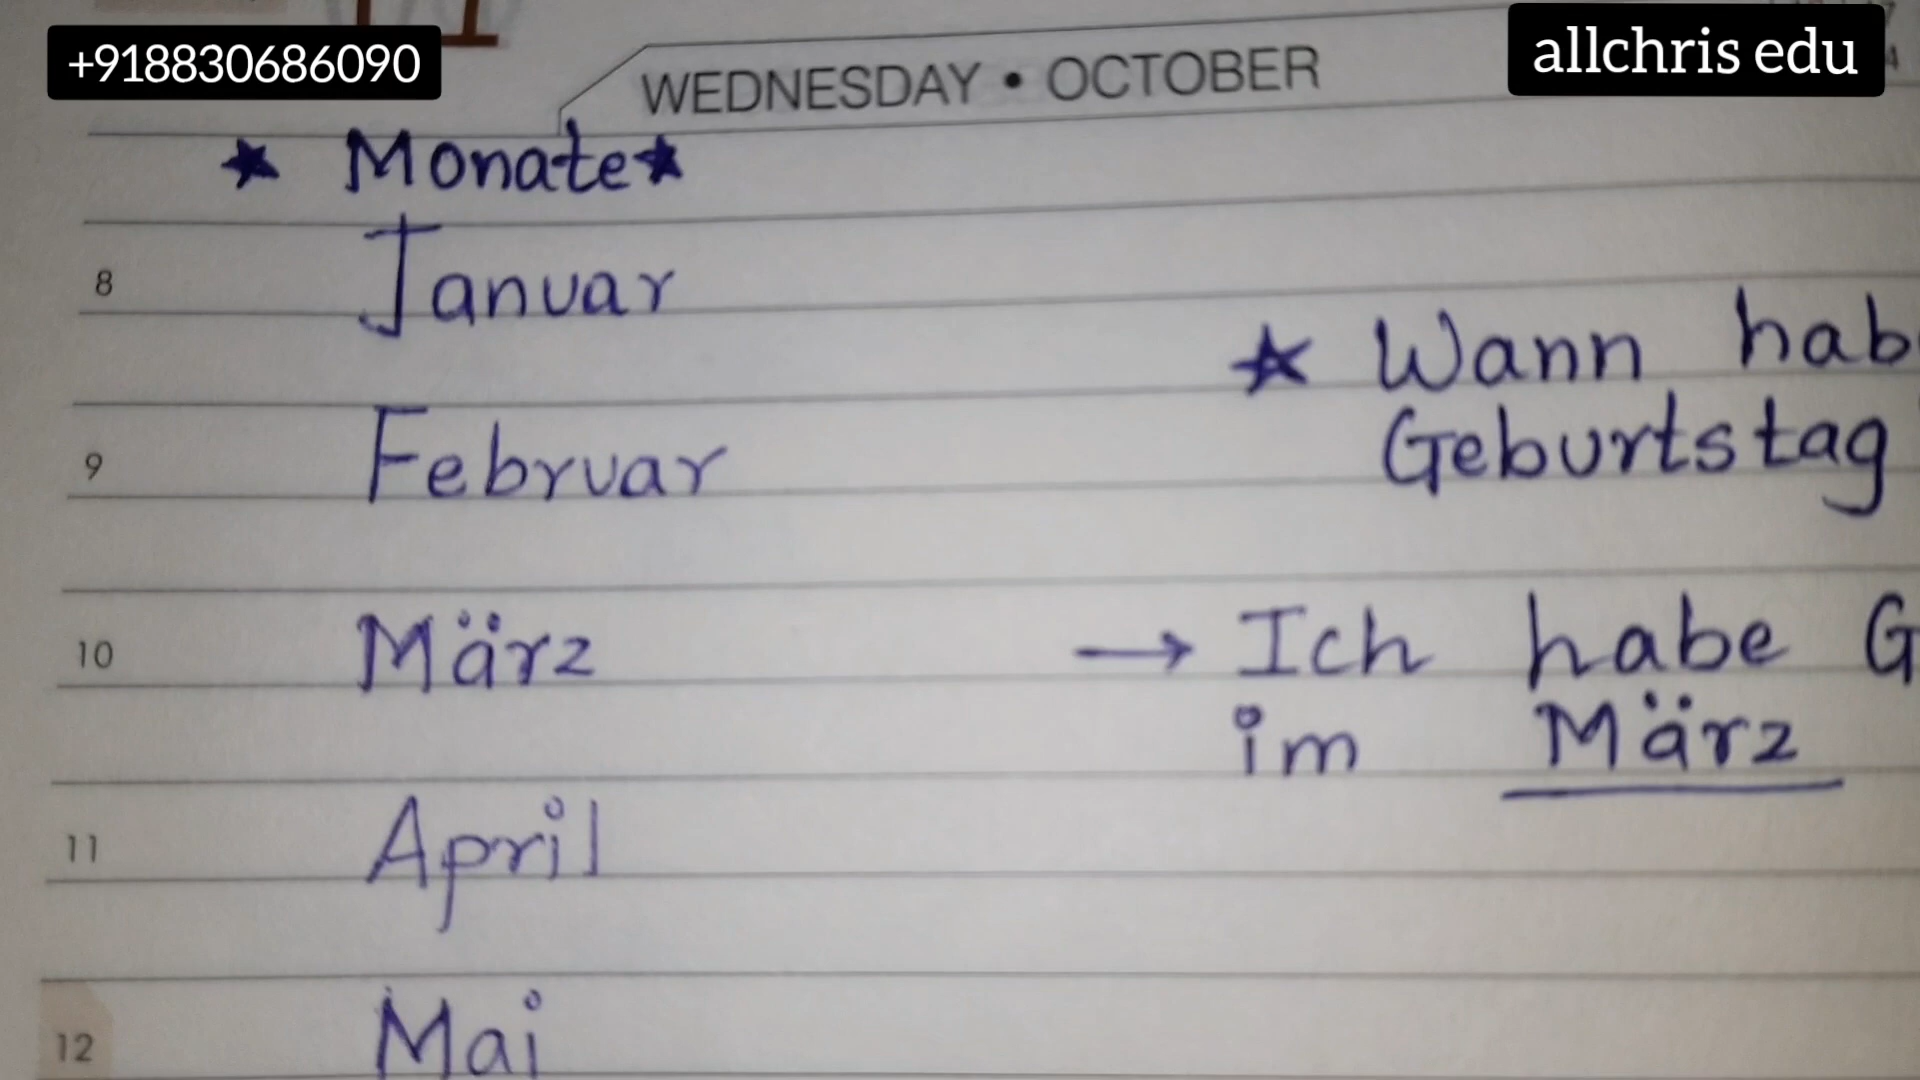 +918830686090
allchris edu
WEDNESDAY • OCTOBER
★ Monate ★
8 Januar
★ Wann hab
Geburtstag
9 Februar
10 März
→ Ich habe G
im März
11 April
12 Mai